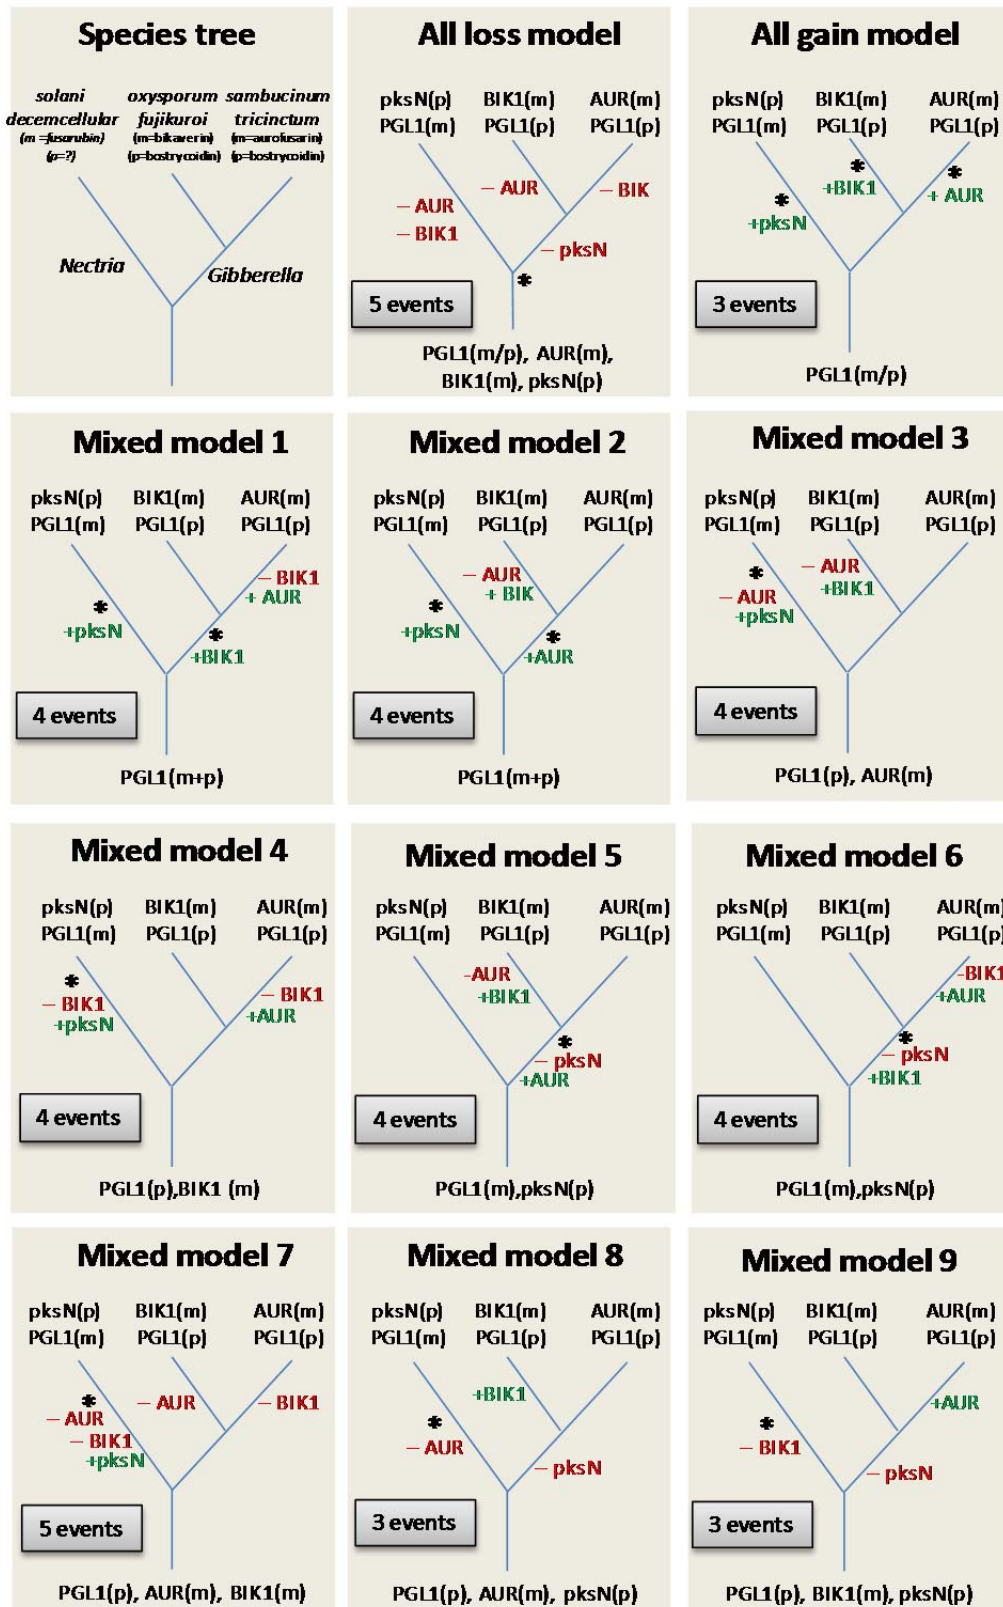 Species tree
solani oxysporum sambucinum
decemcellular fujikuroi tricinctum
(m =fusarubin) (m=bikaverin) (m=aurofusarin)
(p=?) (p=bostrycoidin) (p=bostrycoidin)
Nectria
Gibberella
All loss model
pksN(p) BIK1(m) AUR(m)
PGL1(m) PGL1(p) PGL1(p)
– AUR – BIK
– AUR
– BIK1
– pksN
*
5 events
PGL1(m/p), AUR(m),
BIK1(m), pksN(p)
All gain model
pksN(p) BIK1(m) AUR(m)
PGL1(m) PGL1(p) PGL1(p)
* *
+BIK1 + AUR
*
+pksN
3 events
PGL1(m/p)
Mixed model 1
pksN(p) BIK1(m) AUR(m)
PGL1(m) PGL1(p) PGL1(p)
– BIK1
+ AUR
*
+pksN
*
+BIK1
4 events
PGL1(m+p)
Mixed model 2
pksN(p) BIK1(m) AUR(m)
PGL1(m) PGL1(p) PGL1(p)
– AUR
+ BIK
*
+pksN
*
+AUR
4 events
PGL1(m+p)
Mixed model 3
pksN(p) BIK1(m) AUR(m)
PGL1(m) PGL1(p) PGL1(p)
* – AUR
– AUR +BIK1
+pksN
4 events
PGL1(p), AUR(m)
Mixed model 4
pksN(p) BIK1(m) AUR(m)
PGL1(m) PGL1(p) PGL1(p)
*
– BIK1 – BIK1
+pksN +AUR
4 events
PGL1(p),BIK1 (m)
Mixed model 5
pksN(p) BIK1(m) AUR(m)
PGL1(m) PGL1(p) PGL1(p)
-AUR
+BIK1
*
– pksN
+AUR
4 events
PGL1(m),pksN(p)
Mixed model 6
pksN(p) BIK1(m) AUR(m)
PGL1(m) PGL1(p) PGL1(p)
-BIK1
+AUR
*
– pksN
+BIK1
4 events
PGL1(m),pksN(p)
Mixed model 7
pksN(p) BIK1(m) AUR(m)
PGL1(m) PGL1(p) PGL1(p)
* – AUR – BIK1
– AUR
– BIK1
+pksN
5 events
PGL1(p), AUR(m), BIK1(m)
Mixed model 8
pksN(p) BIK1(m) AUR(m)
PGL1(m) PGL1(p) PGL1(p)
+BIK1
*
– AUR
– pksN
3 events
PGL1(p), AUR(m), pksN(p)
Mixed model 9
pksN(p) BIK1(m) AUR(m)
PGL1(m) PGL1(p) PGL1(p)
+AUR
*
– BIK1
– pksN
3 events
PGL1(p), BIK1(m), pksN(p)